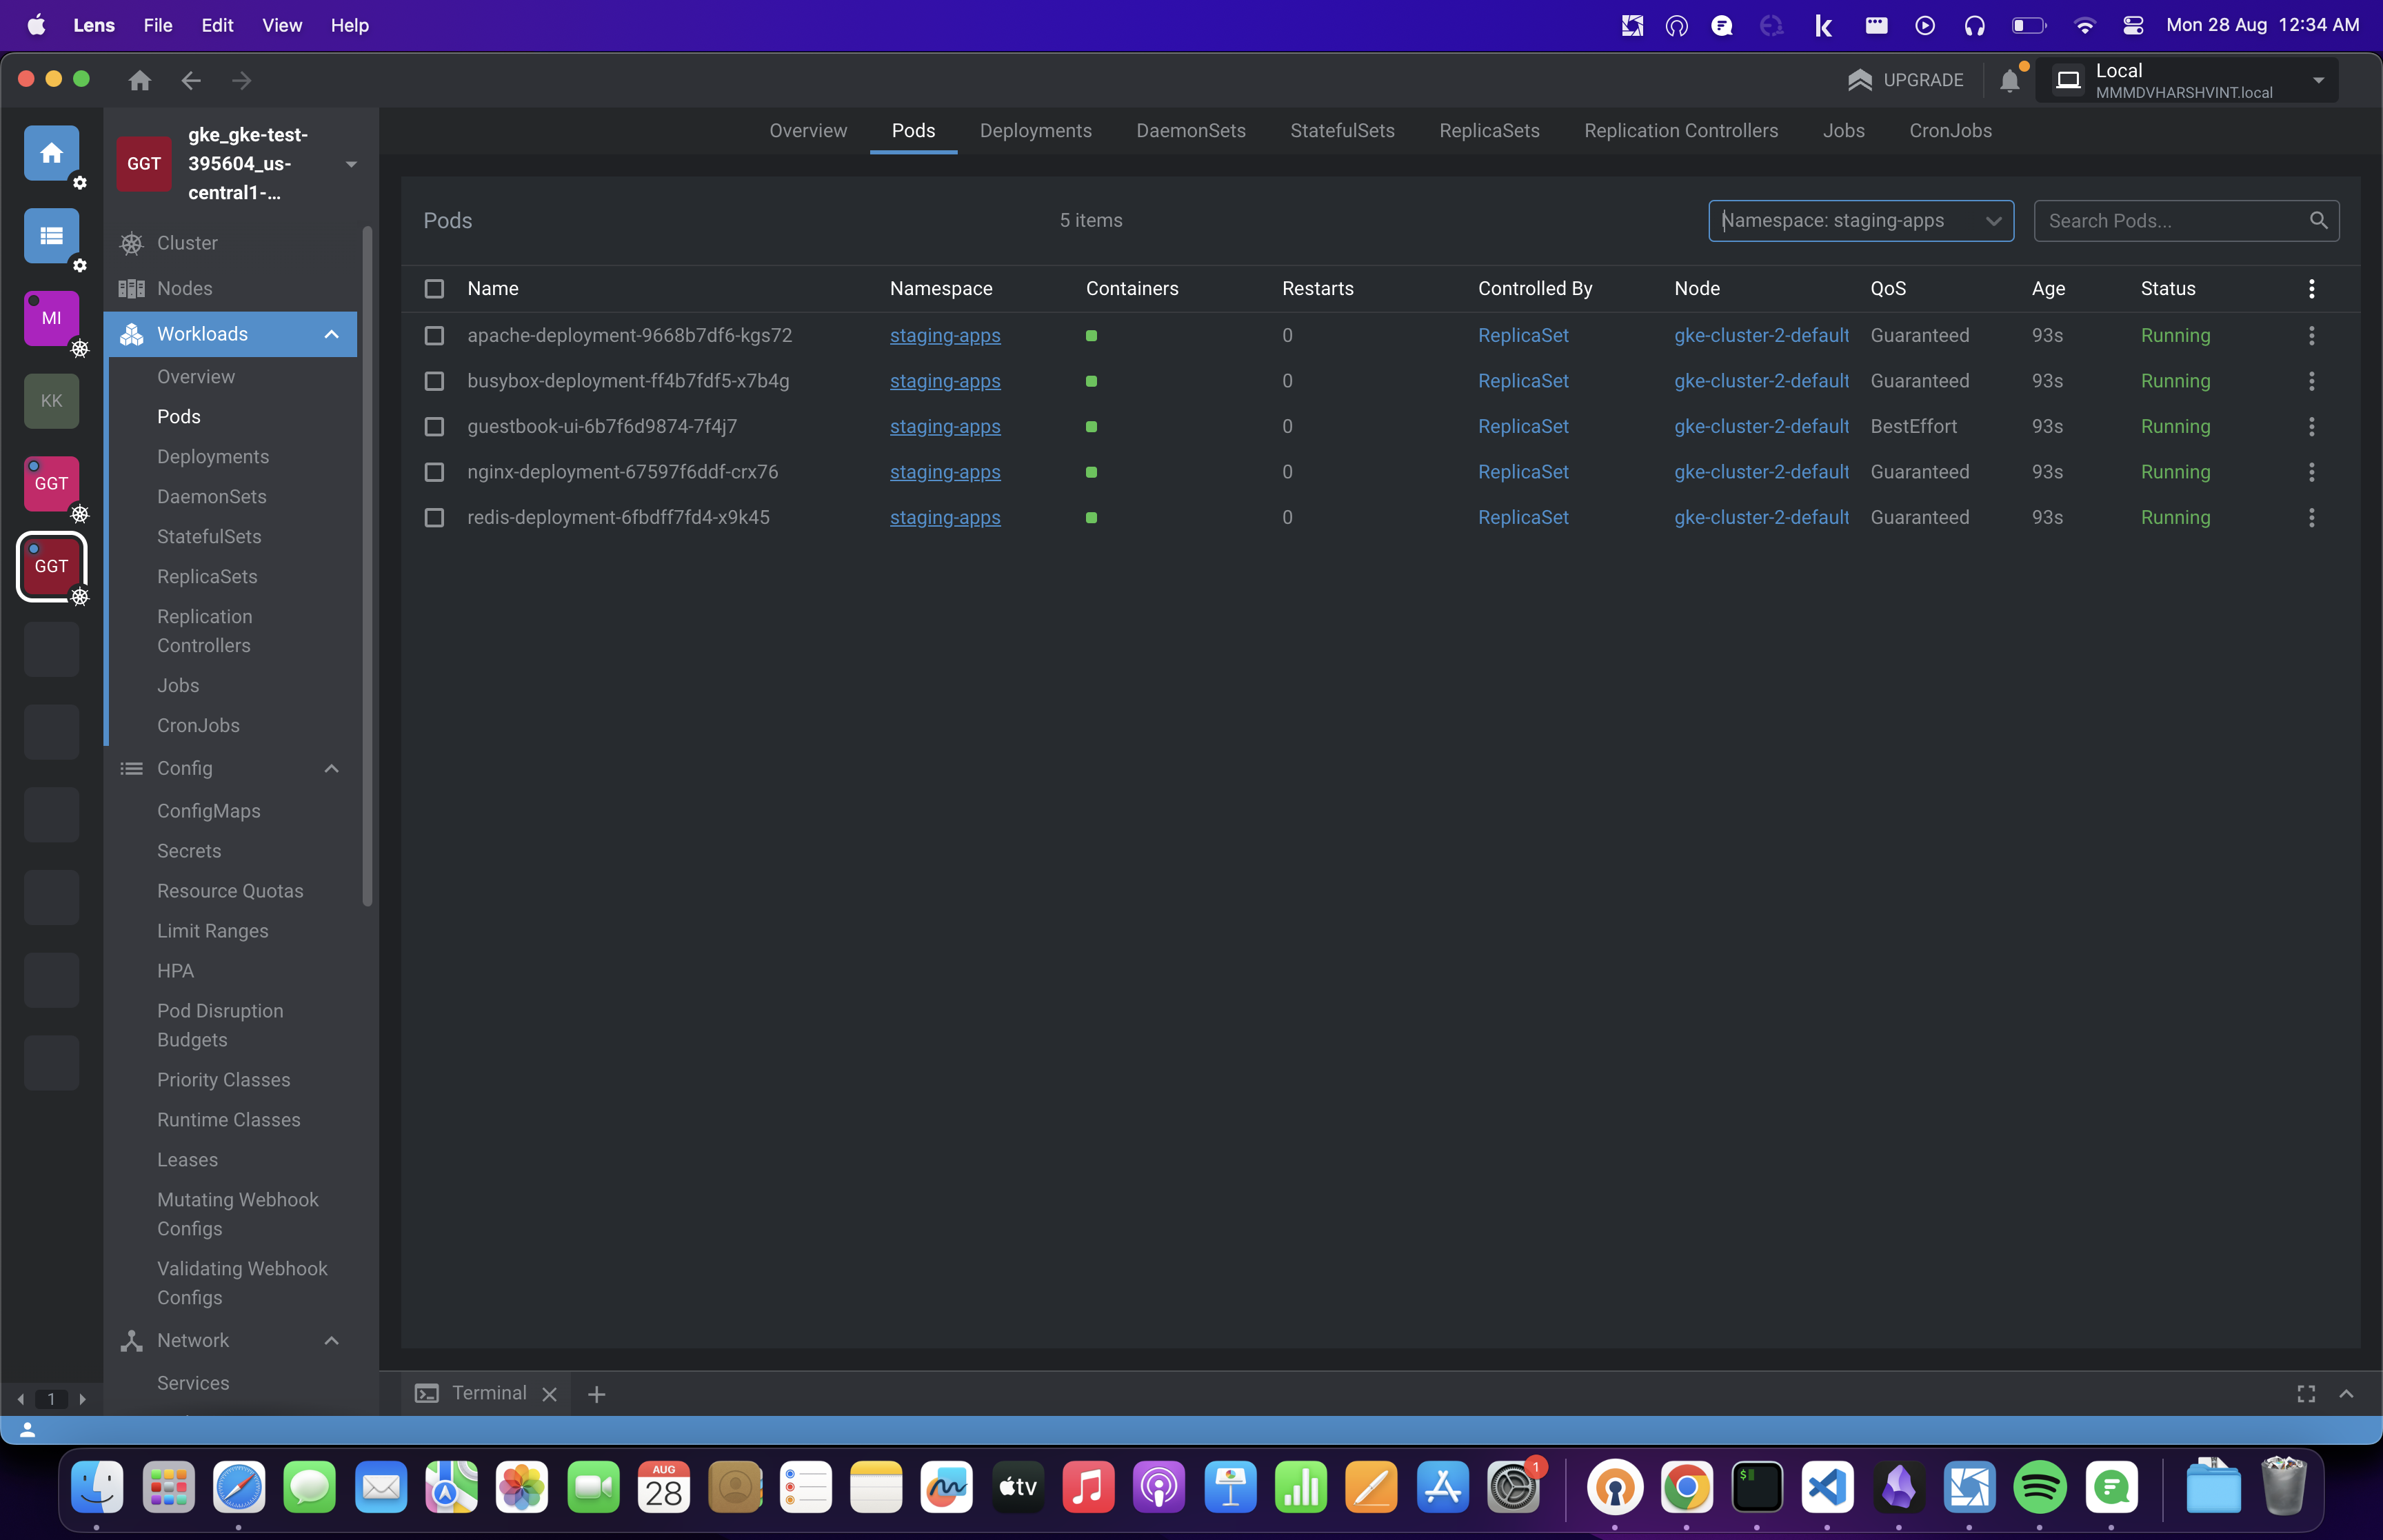 Lens File Edit View Help
Mon 28 Aug 12:34 AM
UPGRADE
Local
MMMDVHARSHVINT.local
GGT
gke_gke-test-
395604_us-
central1-...
MI
KK
GGT
GGT
1
Cluster
Nodes
Workloads
Overview
Pods
Deployments
DaemonSets
StatefulSets
ReplicaSets
Replication
Controllers
Jobs
CronJobs
Config
ConfigMaps
Secrets
Resource Quotas
Limit Ranges
HPA
Pod Disruption
Budgets
Priority Classes
Runtime Classes
Leases
Mutating Webhook
Configs
Validating Webhook
Configs
Network
Services
Overview Pods Deployments DaemonSets StatefulSets ReplicaSets Replication Controllers Jobs CronJobs
Pods 5 items Namespace: staging-apps Search Pods...
Name Namespace Containers Restarts Controlled By Node QoS Age Status
apache-deployment-9668b7df6-kgs72 staging-apps 0 ReplicaSet gke-cluster-2-default Guaranteed 93s Running
busybox-deployment-ff4b7fdf5-x7b4g staging-apps 0 ReplicaSet gke-cluster-2-default Guaranteed 93s Running
guestbook-ui-6b7f6d9874-7f4j7 staging-apps 0 ReplicaSet gke-cluster-2-default BestEffort 93s Running
nginx-deployment-67597f6ddf-crx76 staging-apps 0 ReplicaSet gke-cluster-2-default Guaranteed 93s Running
redis-deployment-6fbdff7fd4-x9k45 staging-apps 0 ReplicaSet gke-cluster-2-default Guaranteed 93s Running
Terminal
AUG
28
tv
1
$